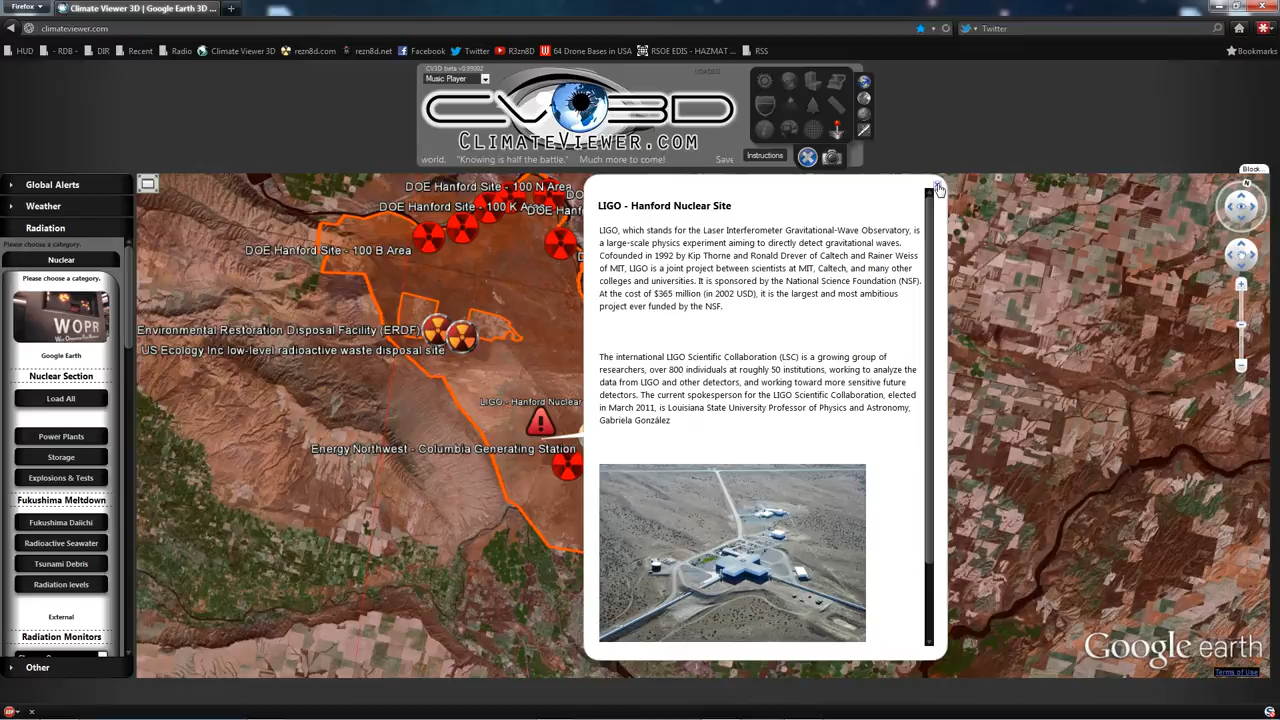 Firefox
Climate Viewer 3D | Google Earth 3D ...
climateviewer.com
Twitter
HUD
- RDB -
DIR
Recent
Radio
Climate Viewer 3D
rezn8d.com
rezn8d.net
Facebook
Twitter
R3zn8D
64 Drone Bases in USA
RSOE EDIS - HAZMAT ...
RSS
Bookmarks
CV3D beta v0.99002
LOADED
Music Player
CV3D
CLIMATEVIEWER.COM
world. "Knowing is half the battle." Much more to come! Save
Instructions
Block...
Global Alerts
Weather
Radiation
Please choose a category.
Nuclear
Please choose a category.
WOPR
Google Earth
Nuclear Section
Load All
Power Plants
Storage
Explosions & Tests
Fukushima Meltdown
Fukushima Daiichi
Radioactive Seawater
Tsunami Debris
Radiation levels
External
Radiation Monitors
Other
DOE Hanford Site - 100 N Area
DOE Hanford Site - 100 K Area
DOE Hanf
DOE Hanford Site - 100 B Area
Environmental Restoration Disposal Facility (ERDF)
US Ecology Inc low-level radioactive waste disposal site
LIGO - Hanford Nuclear
Energy Northwest - Columbia Generating Station
LIGO - Hanford Nuclear Site
LIGO, which stands for the Laser Interferometer Gravitational-Wave Observatory, is
a large-scale physics experiment aiming to directly detect gravitational waves.
Cofounded in 1992 by Kip Thorne and Ronald Drever of Caltech and Rainer Weiss
of MIT, LIGO is a joint project between scientists at MIT, Caltech, and many other
colleges and universities. It is sponsored by the National Science Foundation (NSF).
At the cost of $365 million (in 2002 USD), it is the largest and most ambitious
project ever funded by the NSF.
The international LIGO Scientific Collaboration (LSC) is a growing group of
researchers, over 800 individuals at roughly 50 institutions, working to analyze the
data from LIGO and other detectors, and working toward more sensitive future
detectors. The current spokesperson for the LIGO Scientific Collaboration, elected
in March 2011, is Louisiana State University Professor of Physics and Astronomy,
Gabriela González
N
Google earth
Terms of Use